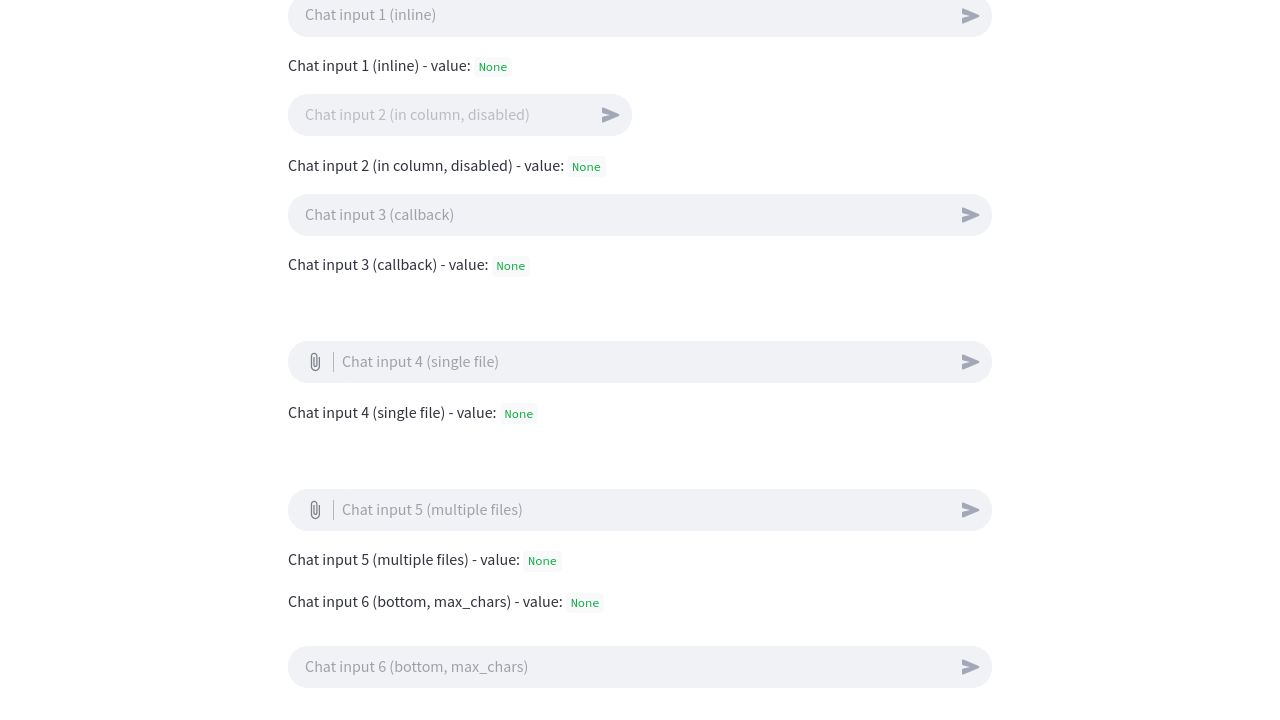 Chat input 1 (inline)
Chat input 1 (inline) - value: None
Chat input 2 (in column, disabled)
Chat input 2 (in column, disabled) - value: None
Chat input 3 (callback)
Chat input 3 (callback) - value: None
Chat input 4 (single file)
Chat input 4 (single file) - value: None
Chat input 5 (multiple files)
Chat input 5 (multiple files) - value: None
Chat input 6 (bottom, max_chars) - value: None
Chat input 6 (bottom, max_chars)